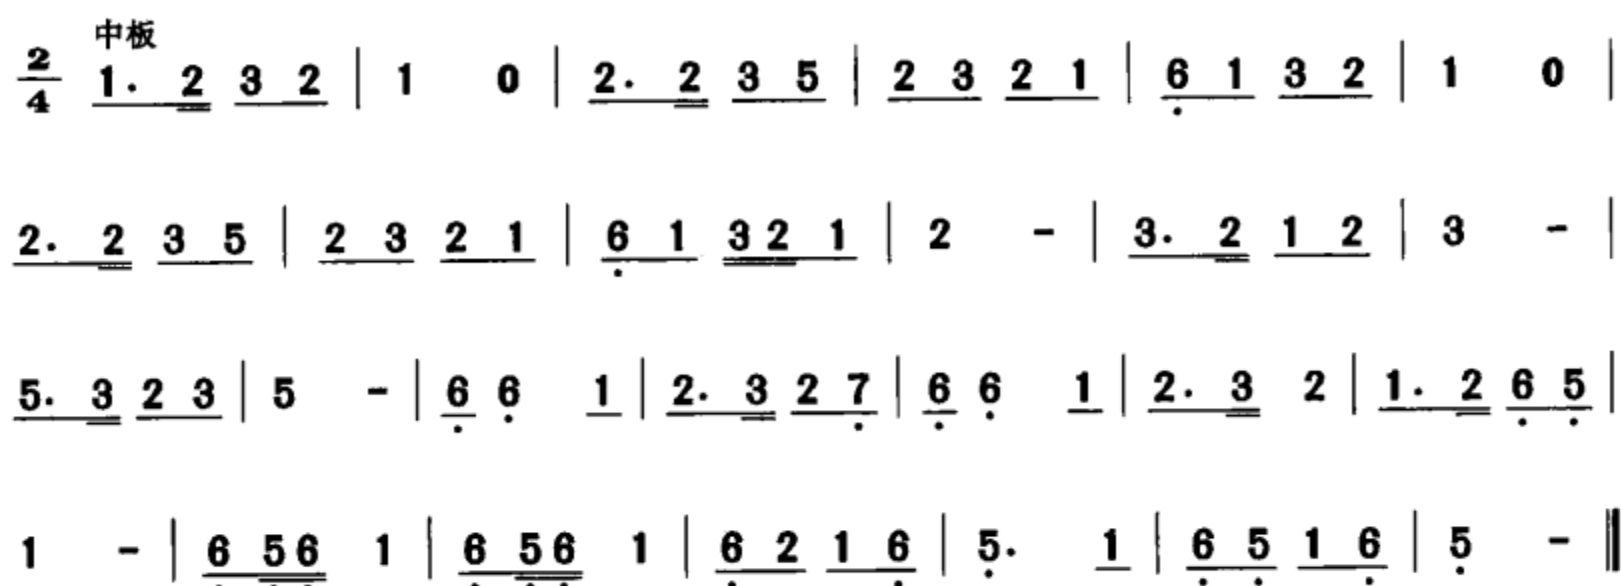 中板
2/4 1. 2 3 2 | 1 0 | 2. 2 3 5 | 2 3 2 1 | 6 1 3 2 | 1 0 |
2. 2 3 5 | 2 3 2 1 | 6 1 3 2 1 | 2 - | 3. 2 1 2 | 3 - |
5. 3 2 3 | 5 - | 6 6 1 | 2. 3 2 7 | 6 6 1 | 2. 3 2 | 1. 2 6 5 |
1 - | 6 5 6 1 | 6 5 6 1 | 6 2 1 6 | 5. 1 | 6 5 1 6 | 5 - ‖